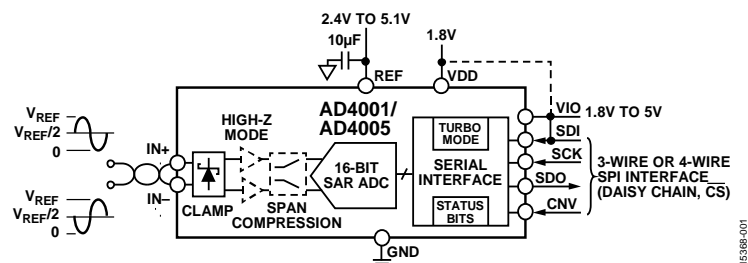 2.4V TO 5.1V
10µF
1.8V
REF
VDD
AD4001/
AD4005
HIGH-Z
MODE
VREF
VREF/2
0
IN+
IN–
VREF
VREF/2
0
CLAMP
SPAN
COMPRESSION
16-BIT
SAR ADC
TURBO
MODE
SERIAL
INTERFACE
STATUS
BITS
VIO
1.8V TO 5V
SDI
SCK
SDO
CNV
3-WIRE OR 4-WIRE
SPI INTERFACE
(DAISY CHAIN, CS)
GND
15368-001